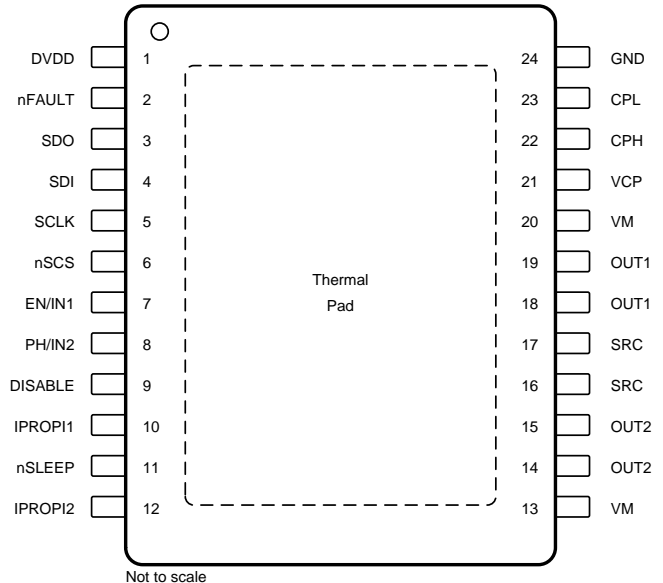 DVDD 1 24 GND
nFAULT 2 23 CPL
SDO 3 22 CPH
SDI 4 21 VCP
SCLK 5 20 VM
nSCS 6 19 OUT1
EN/IN1 7 18 OUT1
PH/IN2 8 17 SRC
DISABLE 9 16 SRC
IPROPI1 10 15 OUT2
nSLEEP 11 14 OUT2
IPROPI2 12 13 VM
Thermal
Pad
Not to scale